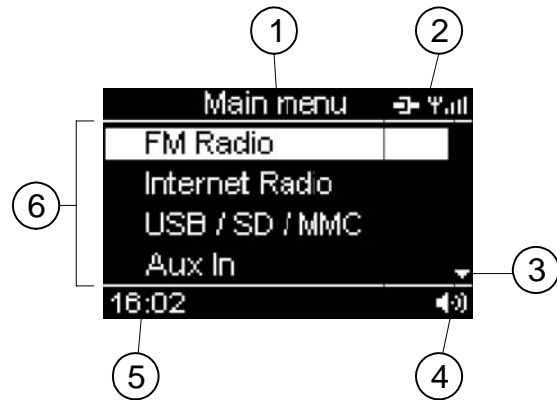 1 2
Main menu
FM Radio
Internet Radio
6
USB / SD / MMC
Aux In
3
16:02
5 4